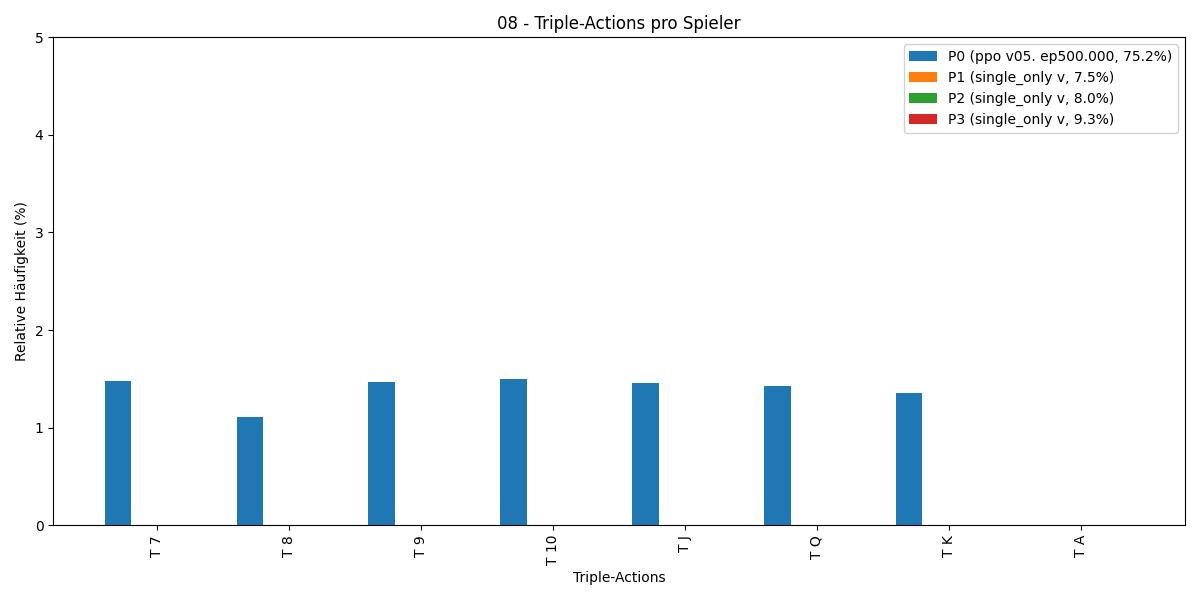 08 - Triple-Actions pro Spieler
5
4
3
2
1
0
Relative Häufigkeit (%)
P0 (ppo v05. ep500.000, 75.2%)
P1 (single_only v, 7.5%)
P2 (single_only v, 8.0%)
P3 (single_only v, 9.3%)
T 7
T 8
T 9
T 10
T J
T Q
T K
T A
Triple-Actions